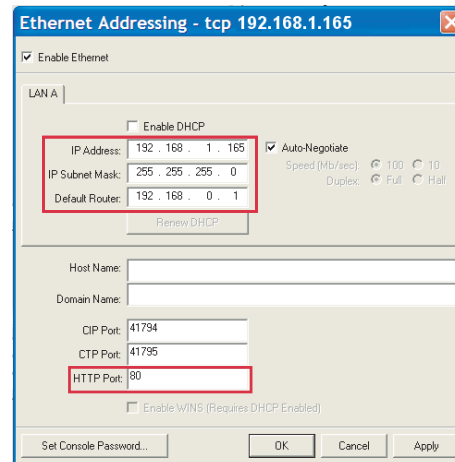 Ethernet Addressing - tcp 192.168.1.165
Enable Ethernet
LAN A
Enable DHCP
IP Address: 192 . 168 . 1 . 165
Auto-Negotiate
IP Subnet Mask: 255 . 255 . 255 . 0
Speed (Mb/sec): 100 10
Duplex: Full Half
Default Router: 192 . 168 . 0 . 1
Renew DHCP
Host Name:
Domain Name:
CIP Port: 41794
CTP Port: 41795
HTTP Port: 80
Enable WINS (Requires DHCP Enabled)
Set Console Password... OK Cancel Apply